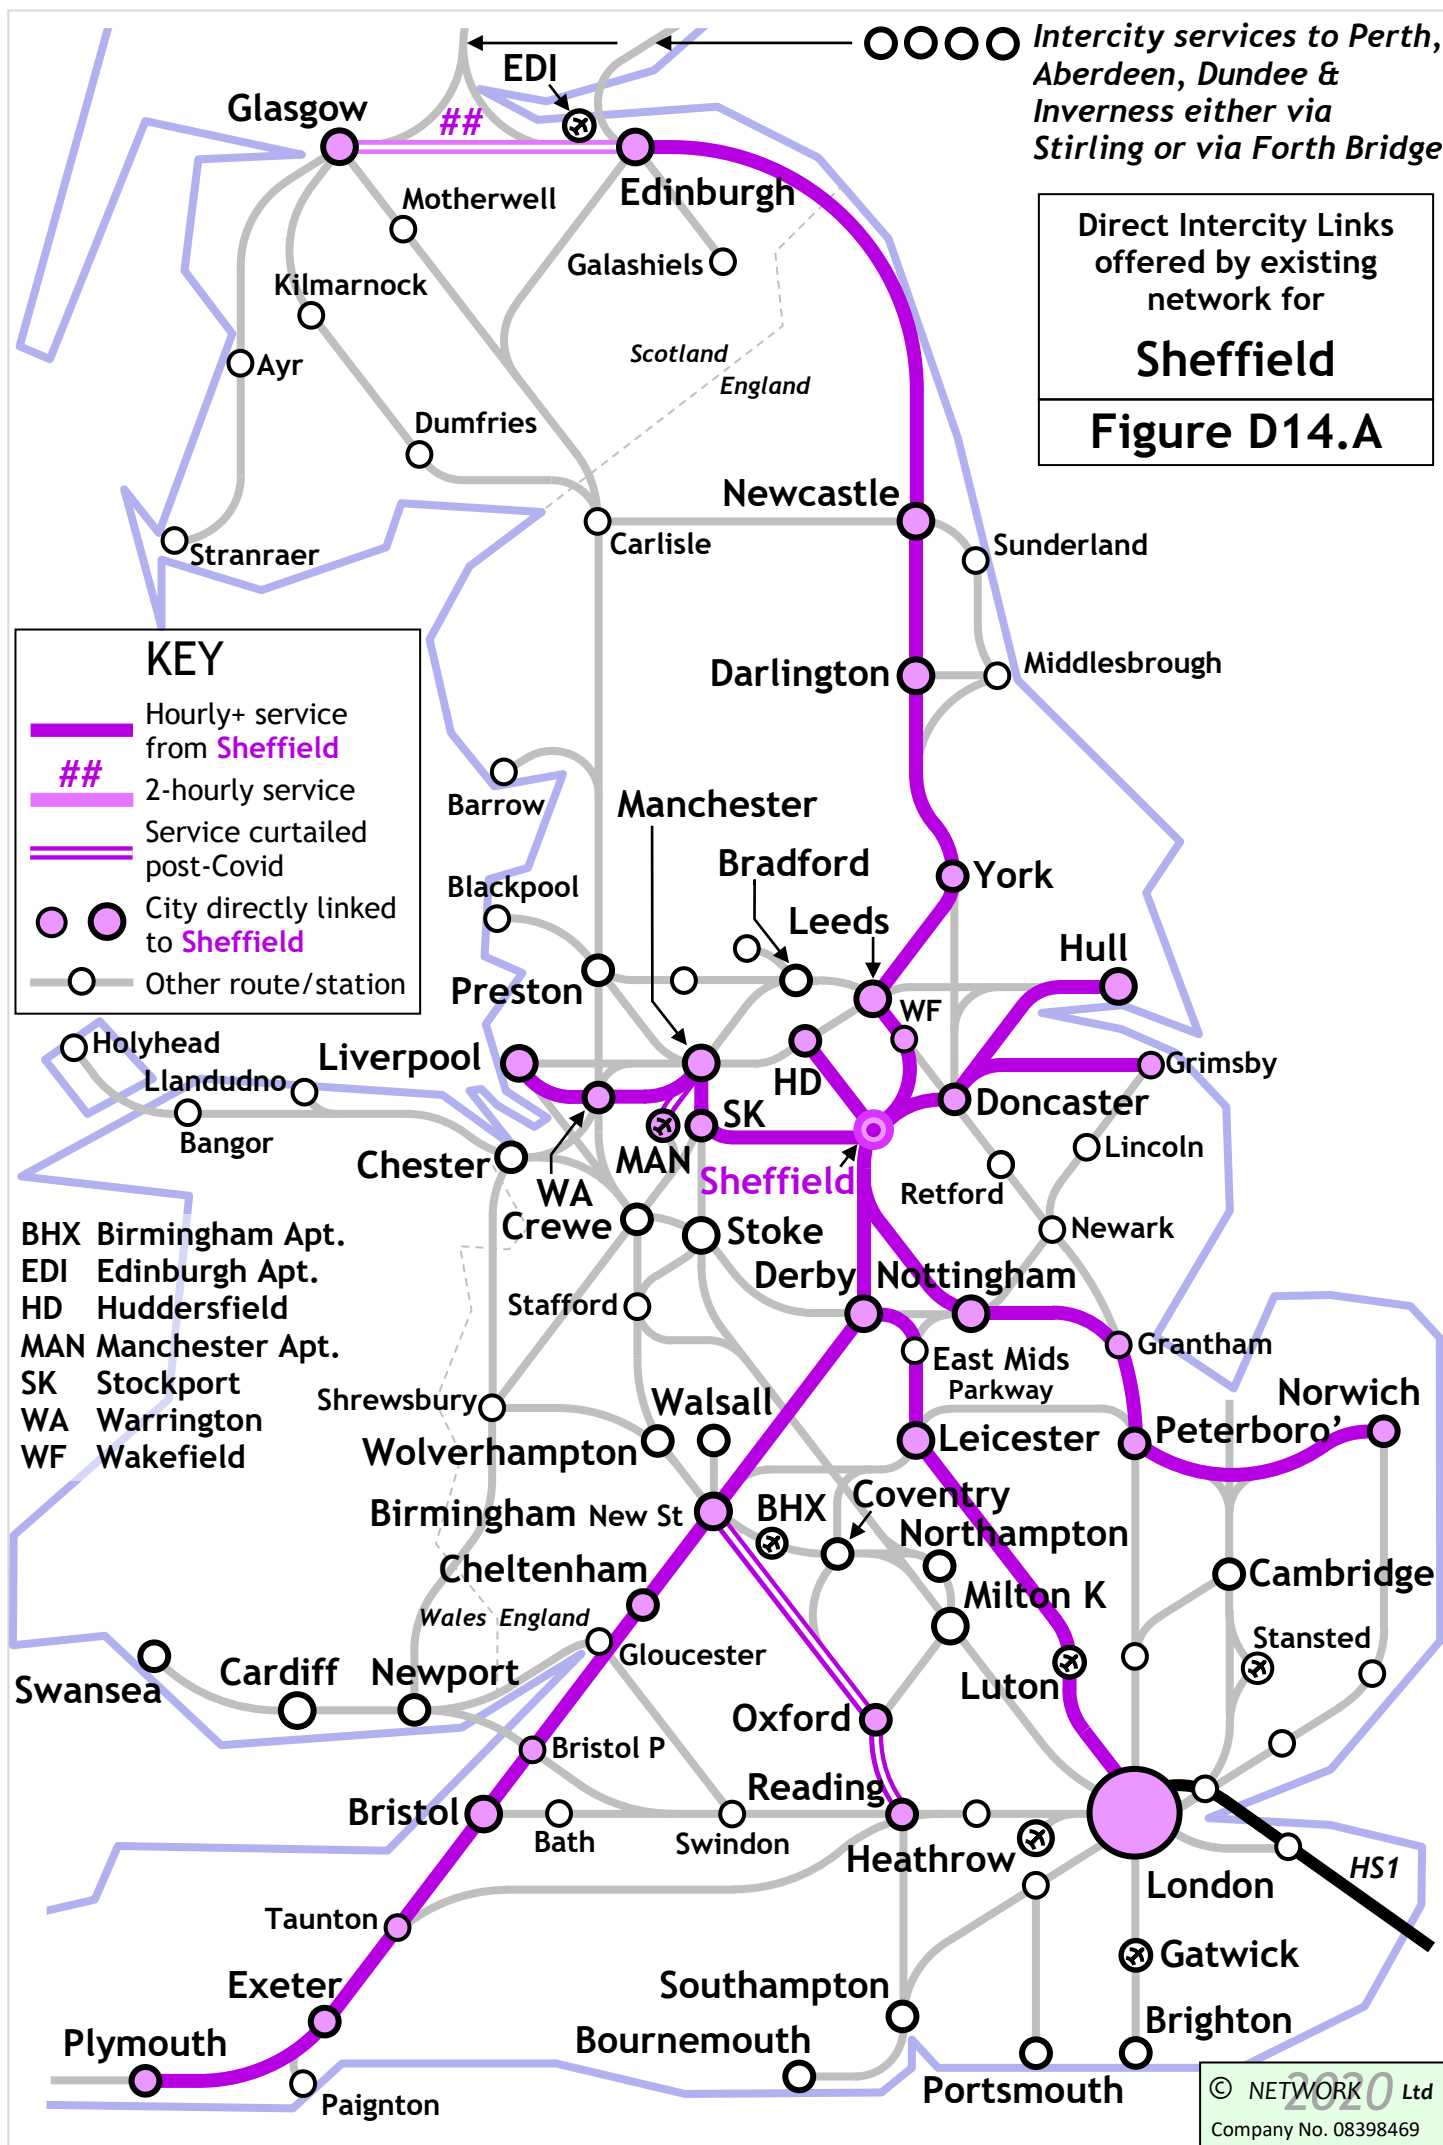 Intercity services to Perth,
Aberdeen, Dundee &
Inverness either via
Stirling or via Forth Bridge
EDI
Glasgow
##
Edinburgh
Motherwell
Galashiels
Kilmarnock
Direct Intercity Links
offered by existing
network for
Sheffield
Figure D14.A
Ayr
Scotland
England
Dumfries
Newcastle
Carlisle
Sunderland
Stranraer
Darlington
Middlesbrough
KEY
Hourly+ service
from Sheffield
##
2-hourly service
Service curtailed
post-Covid
City directly linked
to Sheffield
Other route/station
Barrow
Manchester
Bradford
York
Blackpool
Leeds
Hull
Preston
WF
Holyhead
Liverpool
Llandudno
HD
Grimsby
Bangor
SK
Doncaster
Chester
MAN
Lincoln
Sheffield
WA
Retford
Crewe
Stoke
Newark
BHX Birmingham Apt.
EDI Edinburgh Apt.
HD Huddersfield
MAN Manchester Apt.
SK Stockport
WA Warrington
WF Wakefield
Derby
Nottingham
Stafford
Grantham
East Mids
Parkway
Shrewsbury
Walsall
Norwich
Wolverhampton
Leicester
Peterboro’
Birmingham New St
BHX
Coventry
Northampton
Cheltenham
Cambridge
Milton K
Wales England
Gloucester
Stansted
Swansea
Cardiff
Newport
Luton
Oxford
Bristol P
Reading
Bristol
Bath
Swindon
Heathrow
HS1
London
Taunton
Gatwick
Exeter
Southampton
Brighton
Plymouth
Bournemouth
Portsmouth
Paignton
© NETWORK 2020 Ltd
Company No. 08398469